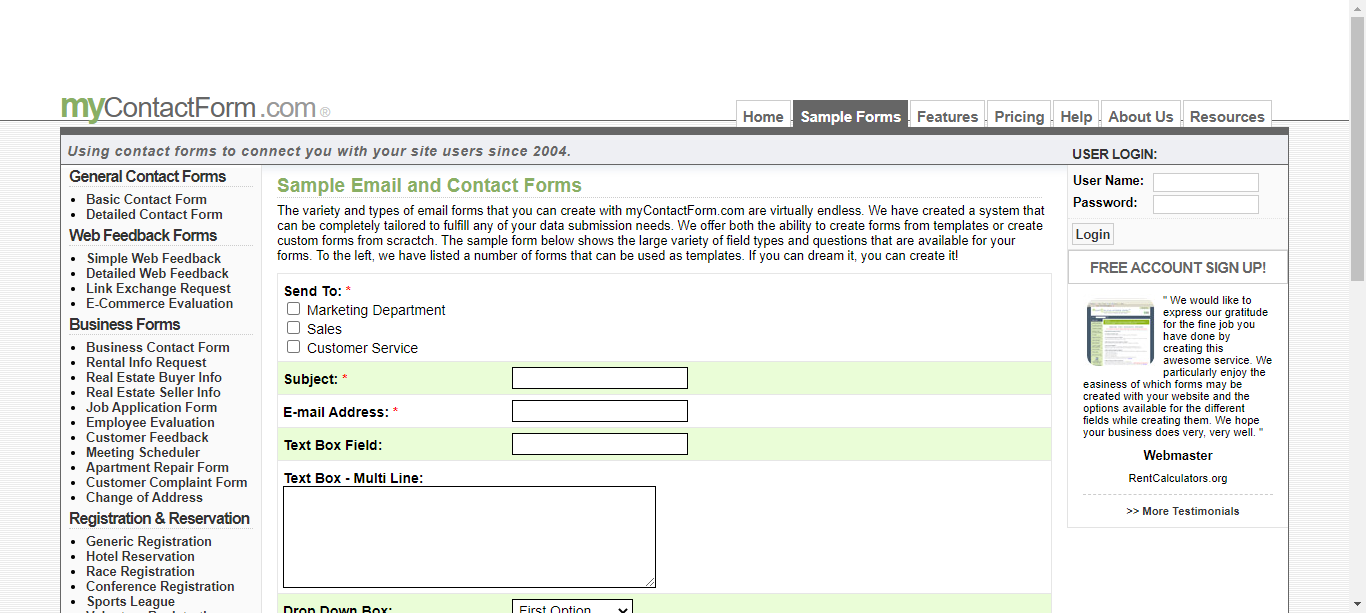 myContactForm.com ®
Home
Sample Forms
Features
Pricing
Help
About Us
Resources
Using contact forms to connect you with your site users since 2004.
USER LOGIN:
General Contact Forms
Basic Contact Form
Detailed Contact Form
Web Feedback Forms
Simple Web Feedback
Detailed Web Feedback
Link Exchange Request
E-Commerce Evaluation
Business Forms
Business Contact Form
Rental Info Request
Real Estate Buyer Info
Real Estate Seller Info
Job Application Form
Employee Evaluation
Customer Feedback
Meeting Scheduler
Apartment Repair Form
Customer Complaint Form
Change of Address
Registration & Reservation
Generic Registration
Hotel Reservation
Race Registration
Conference Registration
Sports League
Sample Email and Contact Forms
The variety and types of email forms that you can create with myContactForm.com are virtually endless. We have created a system that
can be completely tailored to fulfill any of your data submission needs. We offer both the ability to create forms from templates or create
custom forms from scractch. The sample form below shows the large variety of field types and questions that are available for your
forms. To the left, we have listed a number of forms that can be used as templates. If you can dream it, you can create it!
Send To: *
Marketing Department
Sales
Customer Service
Subject: *
E-mail Address: *
Text Box Field:
Text Box - Multi Line:
Drop Down Box:
First Option
User Name:
Password:
Login
FREE ACCOUNT SIGN UP!
" We would like to
express our gratitude
for the fine job you
have done by
creating this
awesome service. We
particularly enjoy the
easiness of which forms may be
created with your website and the
options available for the different
fields while creating them. We hope
your business does very, very well. "
Webmaster
RentCalculators.org
>> More Testimonials